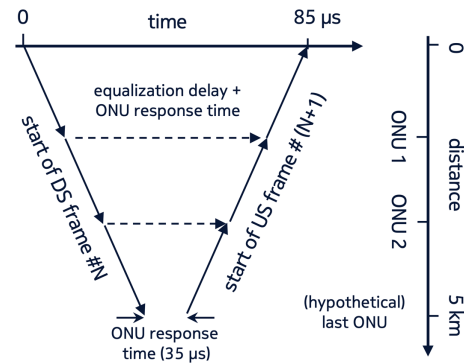 0
time
85 µs
0
equalization delay +
ONU response time
start of DS frame #N
start of US frame # (N+1)
ONU 1
distance
ONU 2
(hypothetical)
last ONU
5 km
ONU response
time (35 µs)